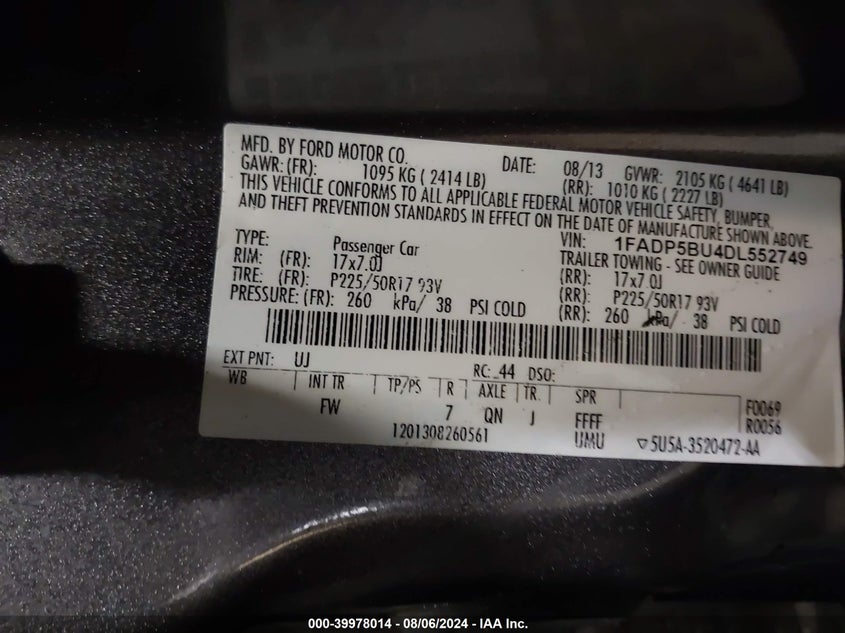 MFD. BY FORD MOTOR CO. DATE: 08/13 GVWR: 2105 KG ( 4641 LB)
GAWR: (FR): 1095 KG ( 2414 LB) (RR): 1010 KG ( 2227 LB)
THIS VEHICLE CONFORMS TO ALL APPLICABLE FEDERAL MOTOR VEHICLE SAFETY, BUMPER,
AND THEFT PREVENTION STANDARDS IN EFFECT ON THE DATE OF MANUFACTURE SHOWN ABOVE.
TYPE: Passenger Car VIN: 1FADP5BU4DL552749
RIM: (FR): 17x7.0J TRAILER TOWING - SEE OWNER GUIDE
(RR): 17x7.0J
TIRE: (FR): P225/50R17 93V (RR): P225/50R17 93V
PRESSURE: (FR): 260 kPa/ 38 PSI COLD (RR): 260 kPa/ 38 PSI COLD
EXT PNT: UJ RC: 44 DSO:
WB INT TR TP/PS R AXLE TR. SPR F0069
FW 7 QN J FFFF R0056
1201308260561 UMU ▽5U5A-3520472-AA
000-39978014 - 08/06/2024 - IAA Inc.